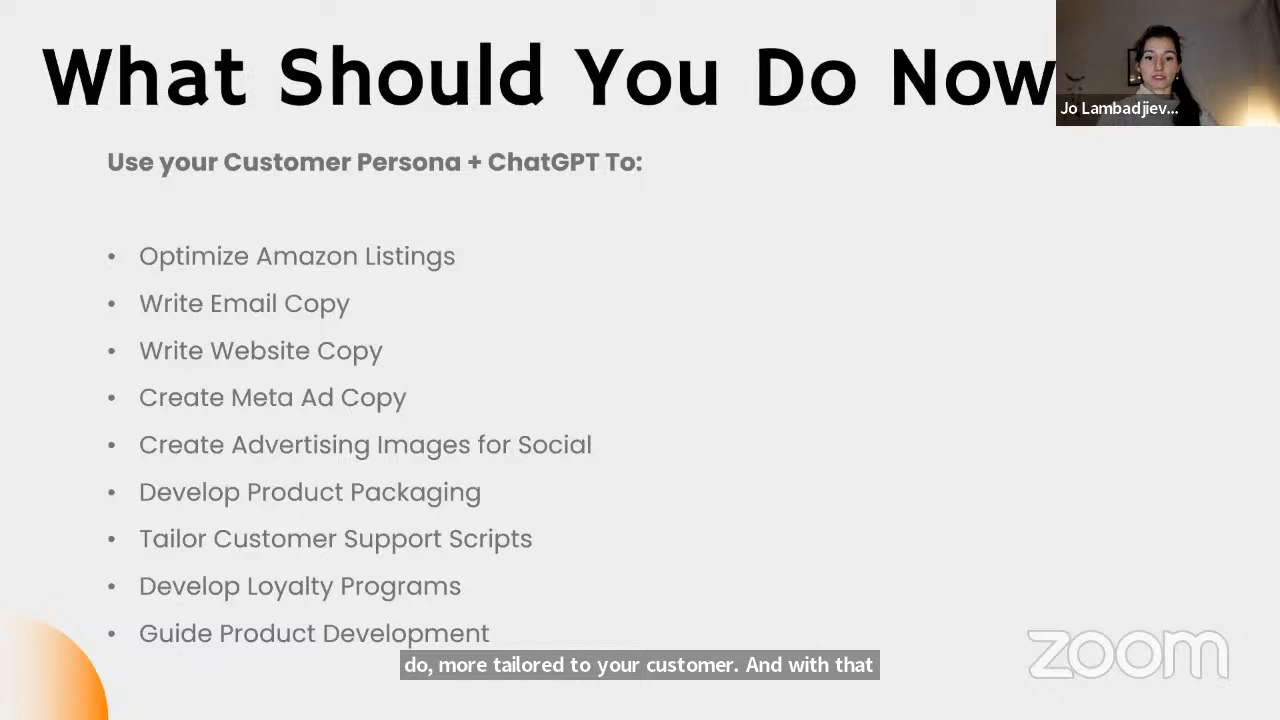 What Should You Do Now
Jo Lambadjiev...
Use your Customer Persona + ChatGPT To:
• Optimize Amazon Listings
• Write Email Copy
• Write Website Copy
• Create Meta Ad Copy
• Create Advertising Images for Social
• Develop Product Packaging
• Tailor Customer Support Scripts
• Develop Loyalty Programs
• Guide Product Development
do, more tailored to your customer. And with that
zoom